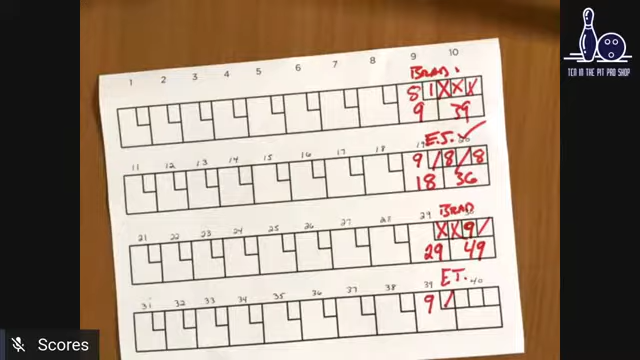 1 2 3 4 5 6 7 8 9 10
BRAD
8 1 X X X
9 39
E.S. ✓
11 12 13 14 15 16 17 18 19 20
9 / 8 / 8
18 36
BRAD
21 22 23 24 25 26 27 28 29 30
X X 9 /
29 49
31 32 33 34 35 36 37 38 39 40
9 /
TEN IN THE PIT PRO SHOP
Scores